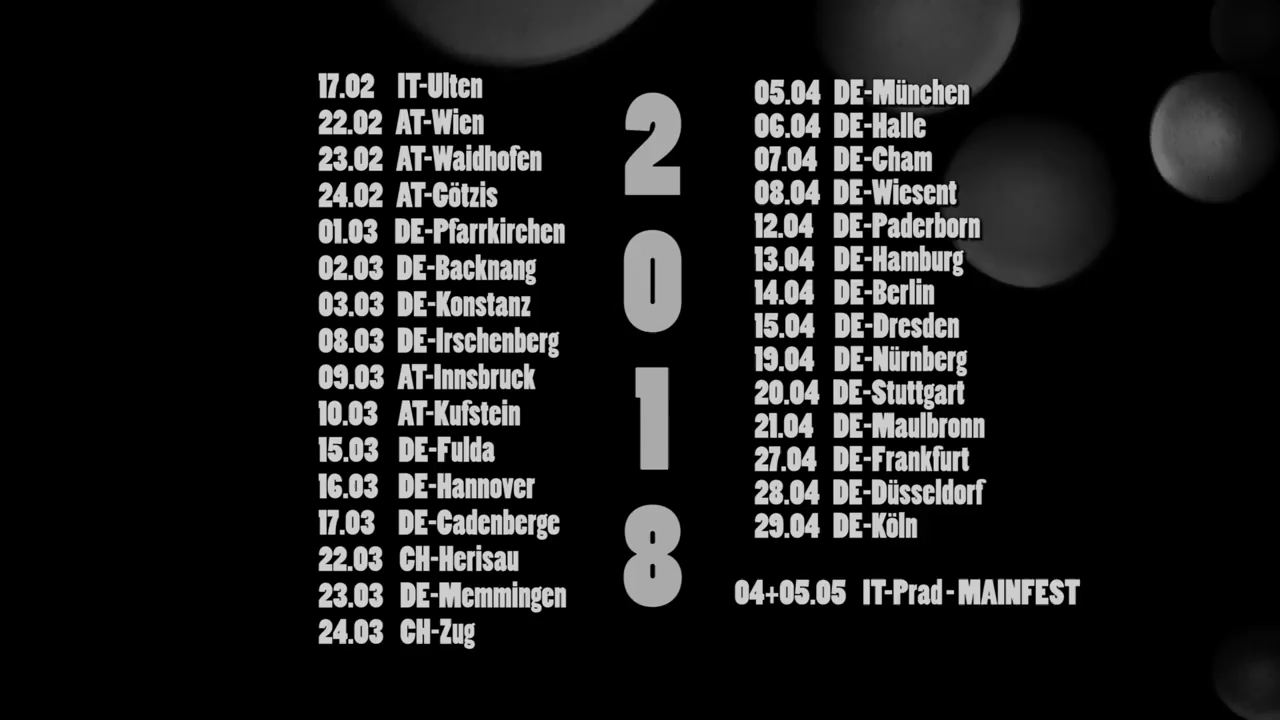 17.02 IT-Ulten
22.02 AT-Wien
23.02 AT-Waidhofen
24.02 AT-Götzis
01.03 DE-Pfarrkirchen
02.03 DE-Backnang
03.03 DE-Konstanz
08.03 DE-Irschenberg
09.03 AT-Innsbruck
10.03 AT-Kufstein
15.03 DE-Fulda
16.03 DE-Hannover
17.03 DE-Cadenberge
22.03 CH-Herisau
23.03 DE-Memmingen
24.03 CH-Zug
2
0
1
8
05.04 DE-München
06.04 DE-Halle
07.04 DE-Cham
08.04 DE-Wiesent
12.04 DE-Paderborn
13.04 DE-Hamburg
14.04 DE-Berlin
15.04 DE-Dresden
19.04 DE-Nürnberg
20.04 DE-Stuttgart
21.04 DE-Maulbronn
27.04 DE-Frankfurt
28.04 DE-Düsseldorf
29.04 DE-Köln
04+05.05 IT-Prad - MAINFEST